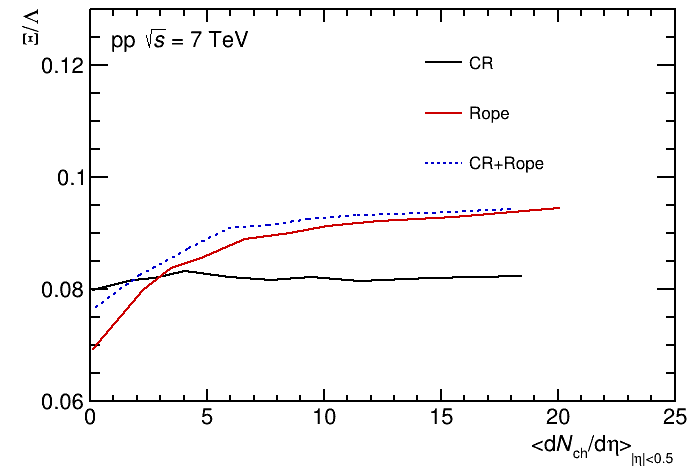 Ξ/Λ
pp √s = 7 TeV
CR
Rope
CR+Rope
0.12
0.1
0.08
0.06
0 5 10 15 20 25
<dN_ch/dη>_|η|<0.5